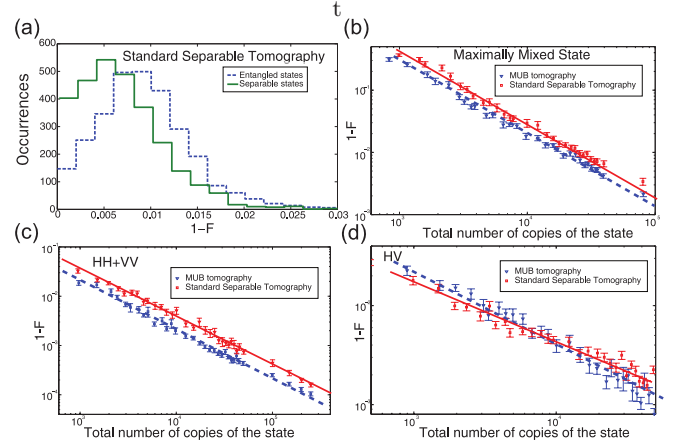 t
(a)
Standard Separable Tomography
Entangled states
Separable states
Occurrences
600
500
400
300
200
100
0
0,005
0,01
0,015
0,02
0,025
0,03
1−F
(b)
Maximally Mixed State
MUB tomography
Standard Separable Tomography
1-F
Total number of copies of the state
(c)
HH+VV
MUB tomography
Standard Separable Tomography
1-F
Total number of copies of the state
(d)
HV
MUB tomography
Standard Separable Tomography
1-F
Total number of copies of the state